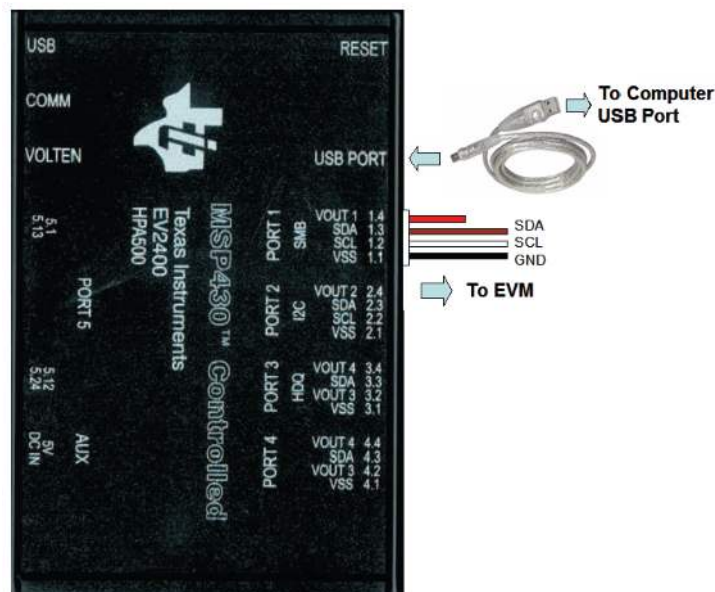 USB
COMM
VOLTEN
RESET
USB PORT
To Computer
USB Port
Texas Instruments
EV2400
HPA500
MSP430™ Controlled
5.1
5.13
PORT 5
5.12
5.24
AUX
5V
DC IN
PORT 1
SMB
VOUT 1 1.4
SDA 1.3
SCL 1.2
VSS 1.1
SDA
SCL
GND
To EVM
PORT 2
I2C
VOUT 2 2.4
SDA 2.3
SCL 2.2
VSS 2.1
PORT 3
HDQ
VOUT 4 3.4
SDA 3.3
VOUT 3 3.2
VSS 3.1
PORT 4
VOUT 4 4.4
SDA 4.3
VOUT 3 4.2
VSS 4.1